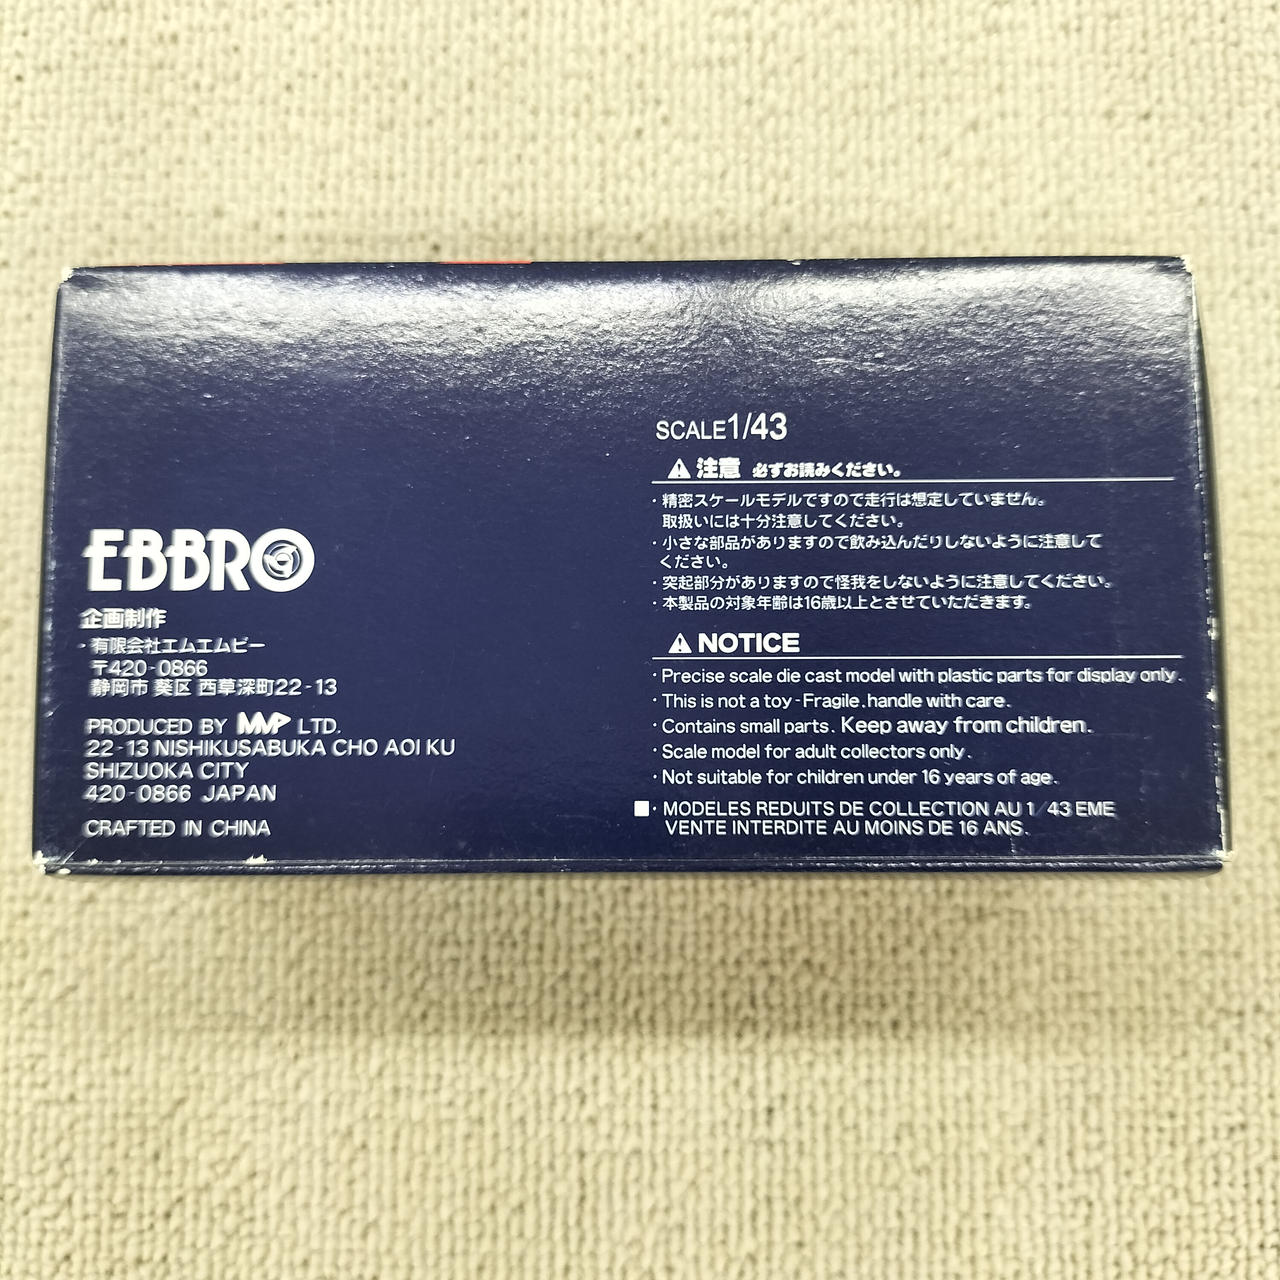 EBBRO
企画制作
・有限会社エムエムピー
〒420-0866
静岡市 葵区 西草深町22-13
PRODUCED BY MMP LTD.
22-13 NISHIKUSABUKA CHO AOI KU
SHIZUOKA CITY
420-0866 JAPAN
CRAFTED IN CHINA
SCALE1/43
注意 必ずお読みください。
・精密スケールモデルですので走行は想定していません。
取扱いには十分注意してください。
・小さな部品がありますので飲み込んだりしないように注意して
ください。
・突起部分がありますので怪我をしないように注意してください。
・本製品の対象年齢は16歳以上とさせていただきます。
NOTICE
・Precise scale die cast model with plastic parts for display only.
・This is not a toy-Fragile.handle with care.
・Contains small parts. Keep away from children.
・Scale model for adult collectors only.
・Not suitable for children under 16 years of age.
■・MODELES REDUITS DE COLLECTION AU 1/43 EME
VENTE INTERDITE AU MOINS DE 16 ANS.